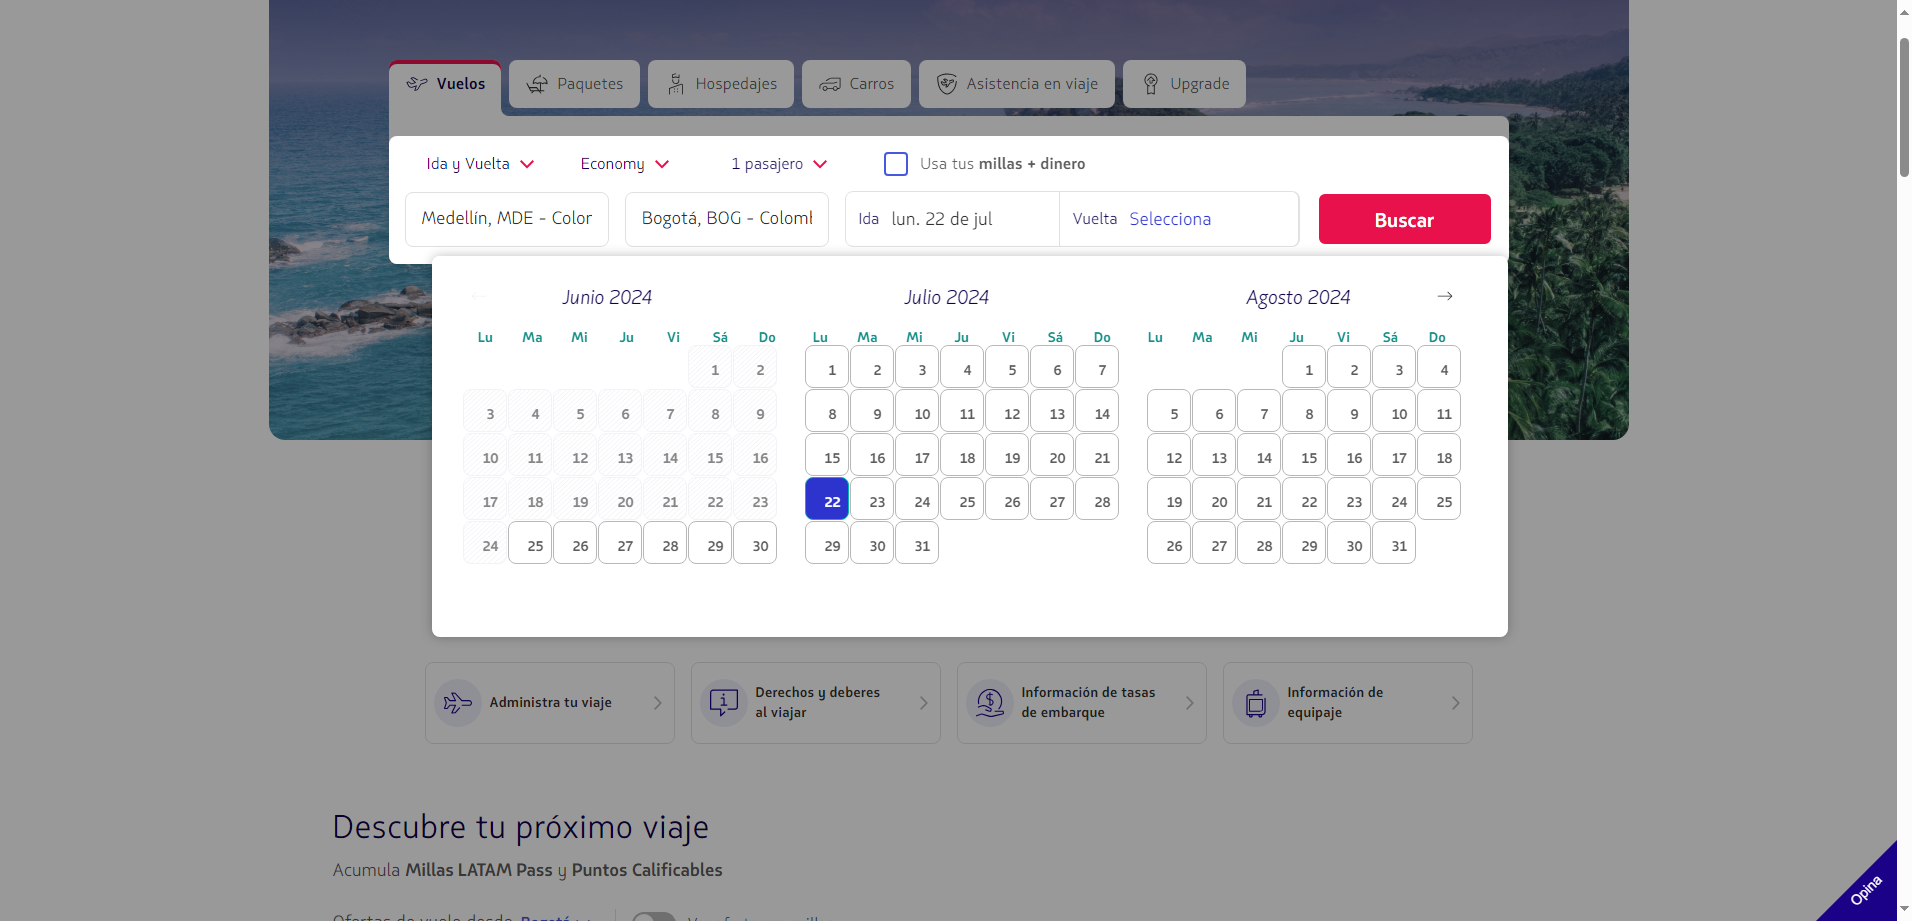 Vuelos
Paquetes
Hospedajes
Carros
Asistencia en viaje
Upgrade
Ida y Vuelta
Economy
1 pasajero
Usa tus millas + dinero
Medellín, MDE - Color
Bogotá, BOG - Colom
Ida lun. 22 de jul
Vuelta Selecciona
Buscar
Junio 2024
Lu Ma Mi Ju Vi Sá Do
1 2
3 4 5 6 7 8 9
10 11 12 13 14 15 16
17 18 19 20 21 22 23
24 25 26 27 28 29 30
Julio 2024
Lu Ma Mi Ju Vi Sá Do
1 2 3 4 5 6 7
8 9 10 11 12 13 14
15 16 17 18 19 20 21
22 23 24 25 26 27 28
29 30 31
Agosto 2024
Lu Ma Mi Ju Vi Sá Do
1 2 3 4
5 6 7 8 9 10 11
12 13 14 15 16 17 18
19 20 21 22 23 24 25
26 27 28 29 30 31
Administra tu viaje
Derechos y deberes
al viajar
Información de tasas
de embarque
Información de
equipaje
Descubre tu próximo viaje
Acumula Millas LATAM Pass y Puntos Calificables
Ofertas de vuelo desde Bogotá
Opina